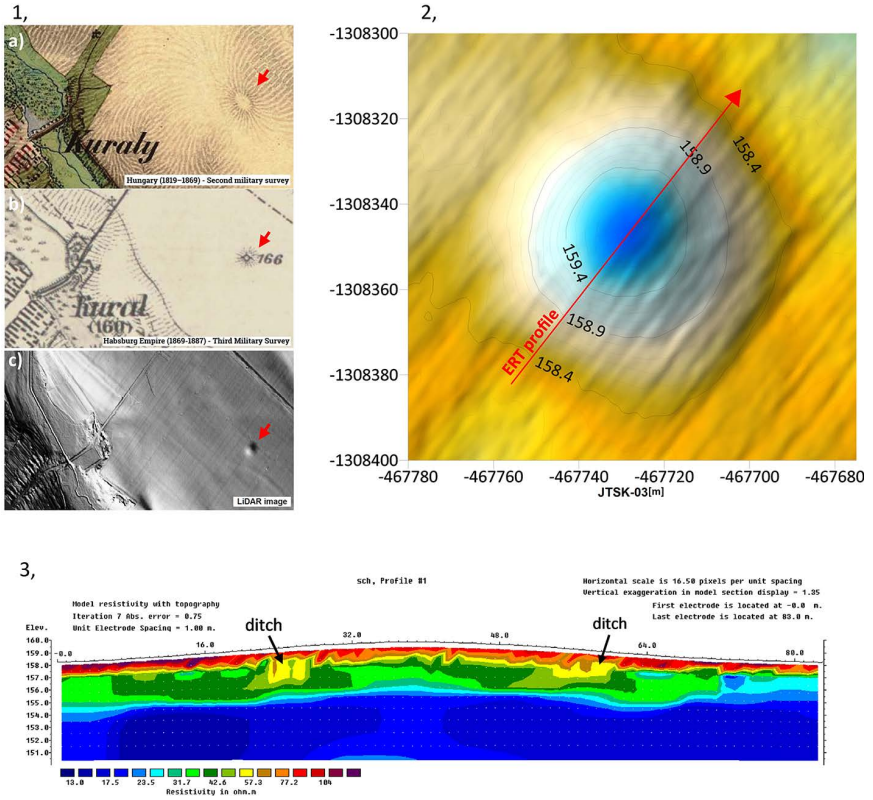 1,
a)
Kuraly
Hungary (1819–1869) - Second military survey
b)
166
Kural
(160)
Habsburg Empire (1869-1887) - Third Military Survey
c)
LiDAR image
2,
-1308300
-1308320
-1308340
-1308360
-1308380
-1308400
158.9
158.4
159.4
158.9
158.4
ERT profile
-467780
-467760
-467740
-467720
-467700
-467680
JTSK-03[m]
3,
sch, Profile #1
Model resistivity with topography
Iteration 7 Abs. error = 0.75
Unit Electrode Spacing = 1.00 m.
Horizontal scale is 16.50 pixels per unit spacing
Vertical exaggeration in model section display = 1.35
First electrode is located at -0.0 m.
Last electrode is located at 83.0 m.
ditch
ditch
Elev.
160.0
159.0
158.0
157.0
156.0
155.0
154.0
153.0
152.0
151.0
-0.0
16.0
32.0
48.0
64.0
80.0
13.0 17.5 23.5 31.7 42.6 57.3 77.2 104
Resistivity in ohm.m